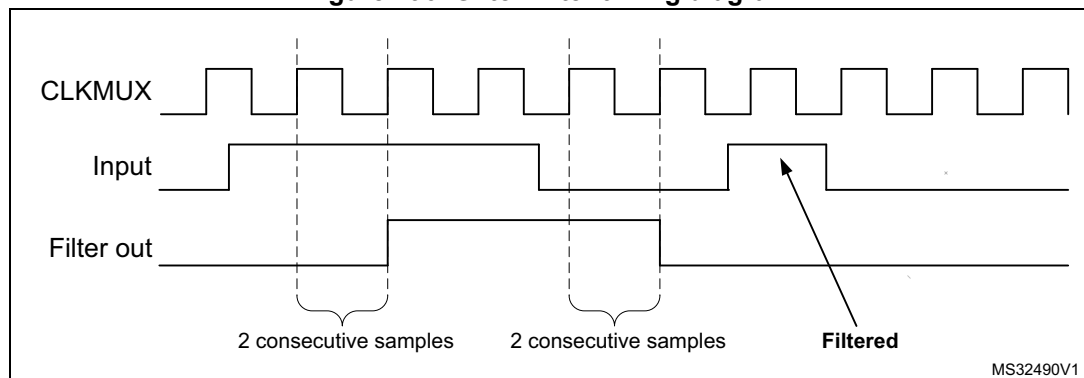 CLKMUX
Input
Filter out
2 consecutive samples 2 consecutive samples Filtered
MS32490V1